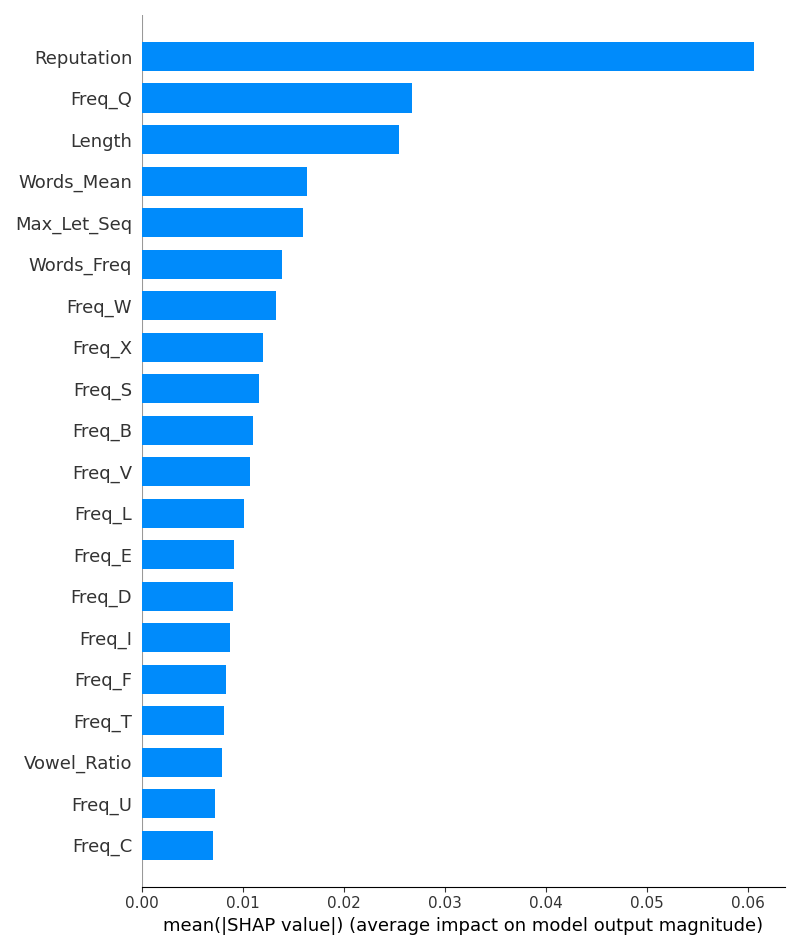 Reputation
Freq_Q
Length
Words_Mean
Max_Let_Seq
Words_Freq
Freq_W
Freq_X
Freq_S
Freq_B
Freq_V
Freq_L
Freq_E
Freq_D
Freq_I
Freq_F
Freq_T
Vowel_Ratio
Freq_U
Freq_C
0.00 0.01 0.02 0.03 0.04 0.05 0.06
mean(|SHAP value|) (average impact on model output magnitude)